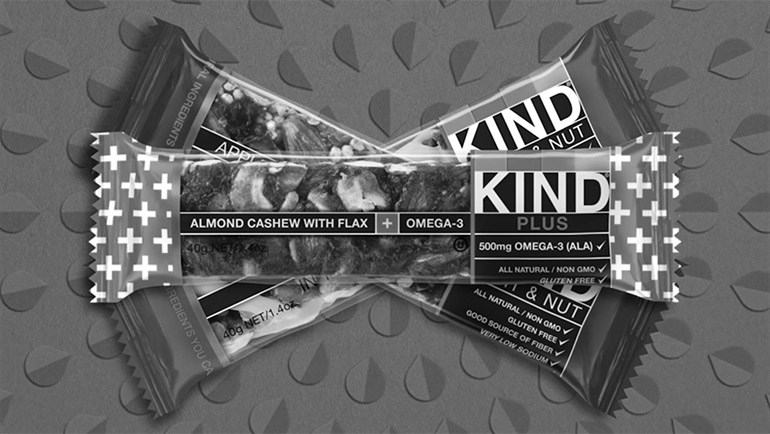 AL INGREDIENTS
KIND
& NUT
KIND
PLUS
ALMOND CASHEW WITH FLAX + OMEGA-3
500mg OMEGA-3 (ALA) ✓
40g NET/1.4oz
ALL NATURAL / NON GMO ✓
GLUTEN FREE ✓
& NUT
ALL NATURAL / NON GMO ✓
GLUTEN FREE ✓
GOOD SOURCE OF FIBER ✓
VERY LOW SODIUM ✓
40g NET/1.4oz